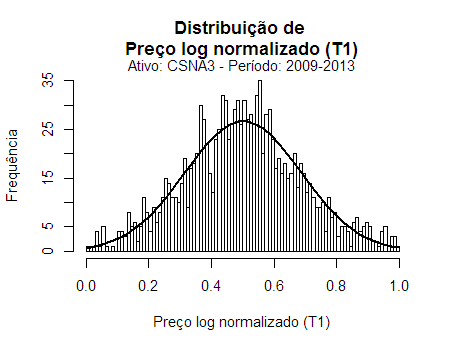 Distribuição de
Preço log normalizado (T1)
Ativo: CSNA3 - Período: 2009-2013
Frequência
35
25
15
5
0
0.0 0.2 0.4 0.6 0.8 1.0
Preço log normalizado (T1)